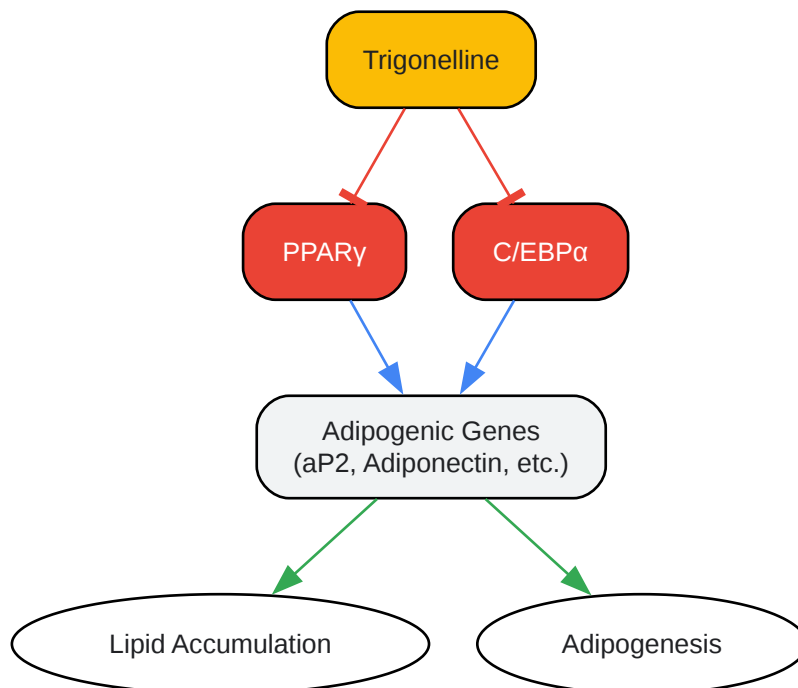 Trigonelline
PPARγ
C/EBPα
Adipogenic Genes
(aP2, Adiponectin, etc.)
Lipid Accumulation
Adipogenesis